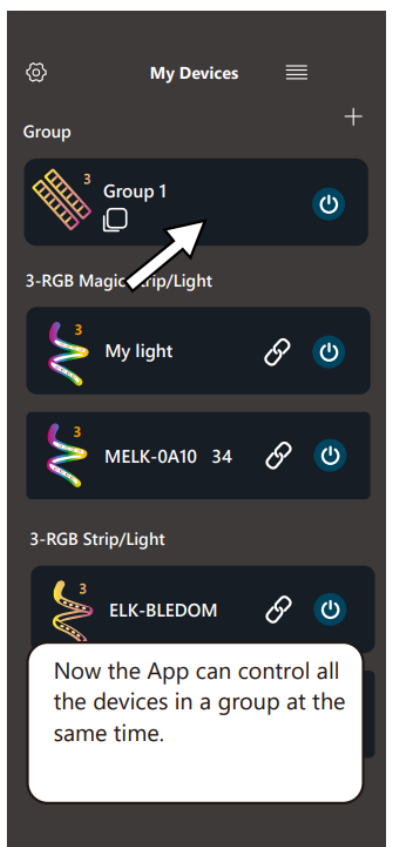 My Devices
Group
3
Group 1
3-RGB Magic Strip/Light
3
My light
3
MELK-0A10 34
3-RGB Strip/Light
3
ELK-BLEDOM
Now the App can control all
the devices in a group at the
same time.